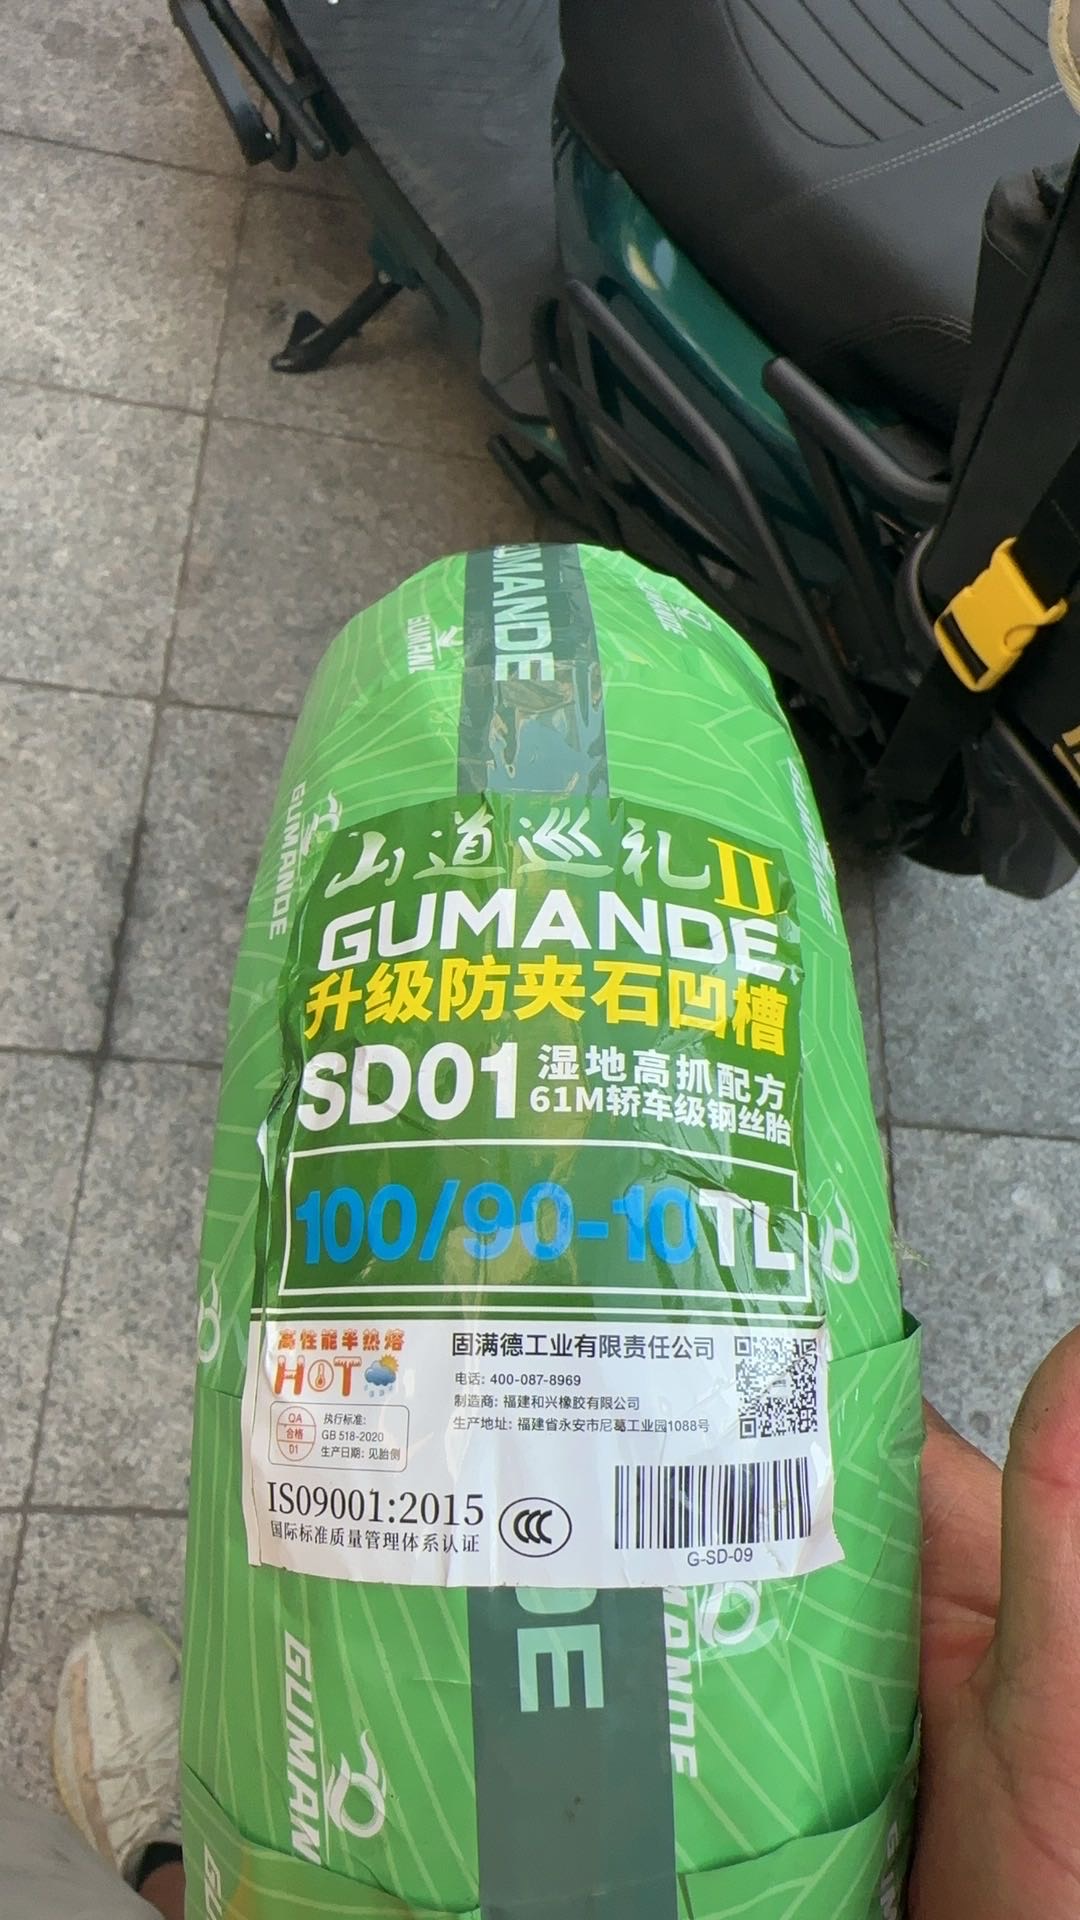 GUMANDE
GUMANDE
GUMANDE
山道巡礼II
GUMANDE
升级防夹石凹槽
SD01
湿地高抓配方
61M轿车级钢丝胎
100/90-10TL
高性能半热熔
HOT
QA
合格
01
执行标准:
GB 518-2020
生产日期: 见胎侧
固满德工业有限责任公司
电话: 400-087-8969
制造商: 福建和兴橡胶有限公司
生产地址: 福建省永安市尼葛工业园1088号
ISO9001:2015
国际标准质量管理体系认证
CCC
G-SD-09